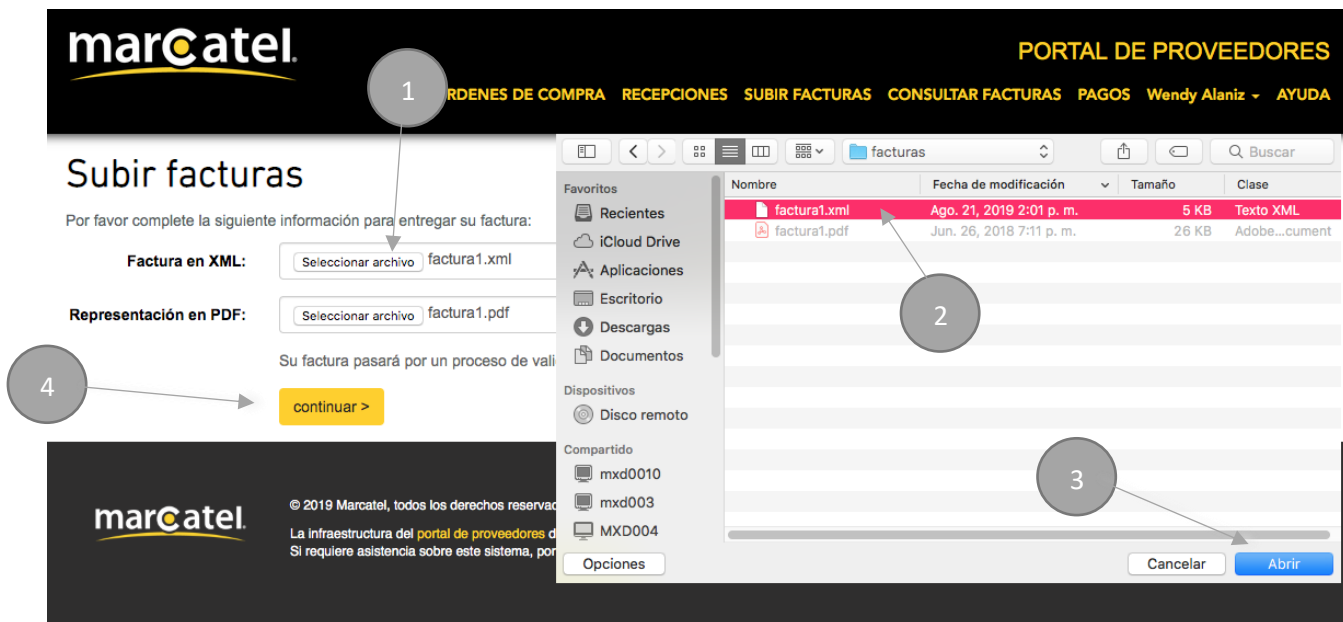 marcatel.
PORTAL DE PROVEEDORES
1
RDENES DE COMPRA RECEPCIONES SUBIR FACTURAS CONSULTAR FACTURAS PAGOS Wendy Alaniz AYUDA
Subir facturas
Por favor complete la siguiente información para entregar su factura:
Factura en XML: Seleccionar archivo factura1.xml
Representación en PDF: Seleccionar archivo factura1.pdf
Su factura pasará por un proceso de vali
4
continuar >
facturas
Buscar
Favoritos
Recientes
iCloud Drive
Aplicaciones
Escritorio
Descargas
Documentos
Dispositivos
Disco remoto
Compartido
mxd0010
mxd003
MXD004
Nombre Fecha de modificación Tamaño Clase
factura1.xml Ago. 21, 2019 2:01 p. m. 5 KB Texto XML
factura1.pdf Jun. 26, 2018 7:11 p. m. 26 KB Adobe...cument
2
3
Opciones
Cancelar
Abrir
marcatel.
© 2019 Marcatel, todos los derechos reservad
La infraestructura del portal de proveedores d
Si requiere asistencia sobre este sistema, por